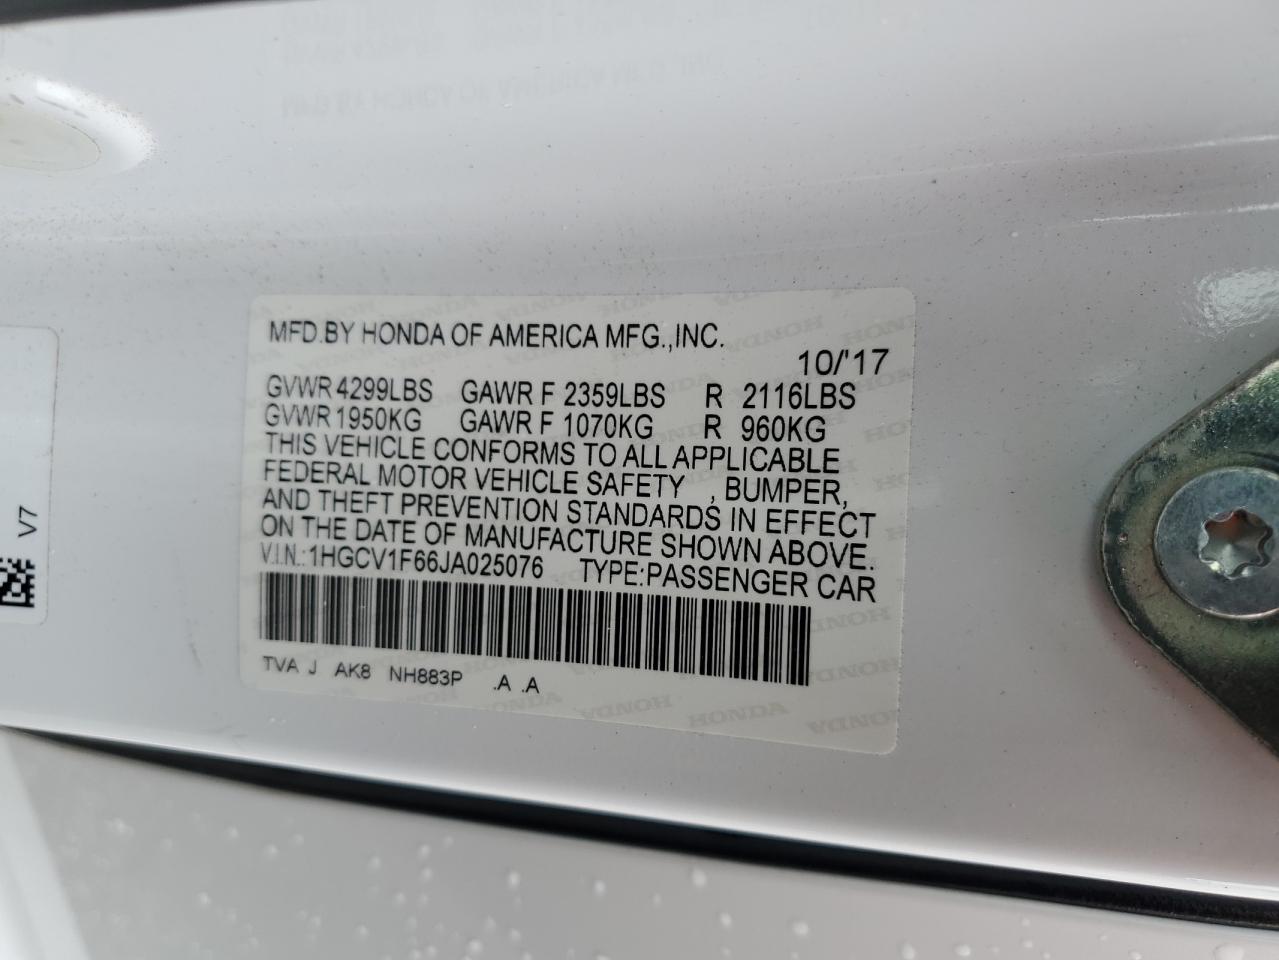 MFD.BY HONDA OF AMERICA MFG.,INC.
10/'17
GVWR 4299LBS GAWR F 2359LBS R 2116LBS
GVWR 1950KG GAWR F 1070KG R 960KG
THIS VEHICLE CONFORMS TO ALL APPLICABLE
FEDERAL MOTOR VEHICLE SAFETY , BUMPER,
AND THEFT PREVENTION STANDARDS IN EFFECT
ON THE DATE OF MANUFACTURE SHOWN ABOVE.
V.I.N.:1HGCV1F66JA025076 TYPE:PASSENGER CAR
TVA J AK8 NH883P .A .A
V7